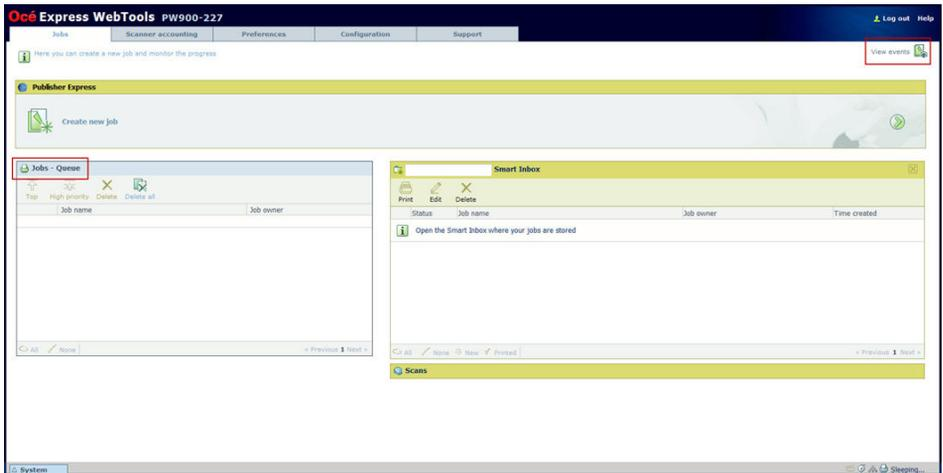 Océ Express WebTools PW900-227
Log out Help
Jobs Scanner accounting Preferences Configuration Support
Here you can create a new job and monitor the progress
View events
Publisher Express
Create new job
Jobs - Queue
Top High priority Delete Delete all
Job name Job owner
All None « Previous 1 Next »
Smart Inbox
Print Edit Delete
Status Job name Job owner Time created
Open the Smart Inbox where your jobs are stored
All None New Printed « Previous 1 Next »
Scans
System Sleeping...